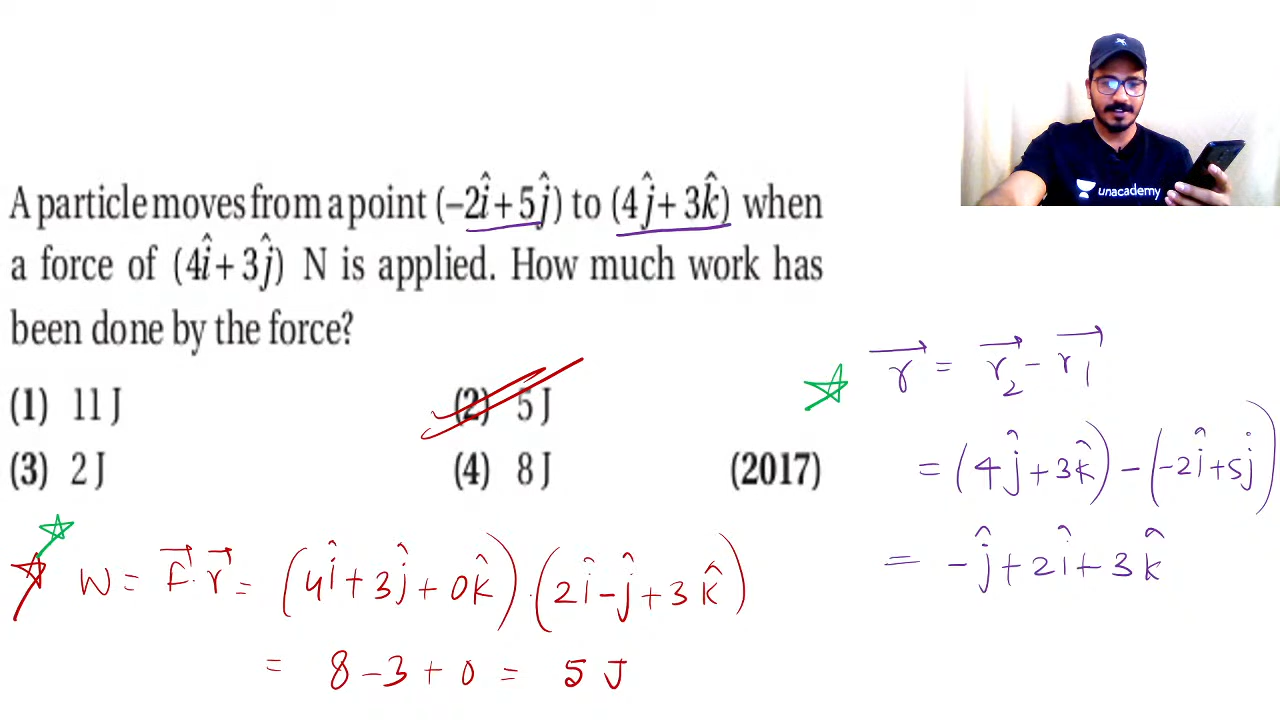 A particle moves from a point (−2î + 5ĵ) to (4ĵ + 3k̂) when
a force of (4î + 3ĵ) N is applied. How much work has
been done by the force?
(1) 11 J
(2) 5 J
(3) 2 J
(4) 8 J
(2017)
W = F⃗.r⃗ = (4î + 3ĵ + 0k̂).(2î − ĵ + 3k̂)
= 8 − 3 + 0 = 5 J
r⃗ = r⃗₂ − r⃗₁
= (4ĵ + 3k̂) − (−2î + 5ĵ)
= −ĵ + 2î + 3k̂
unacademy